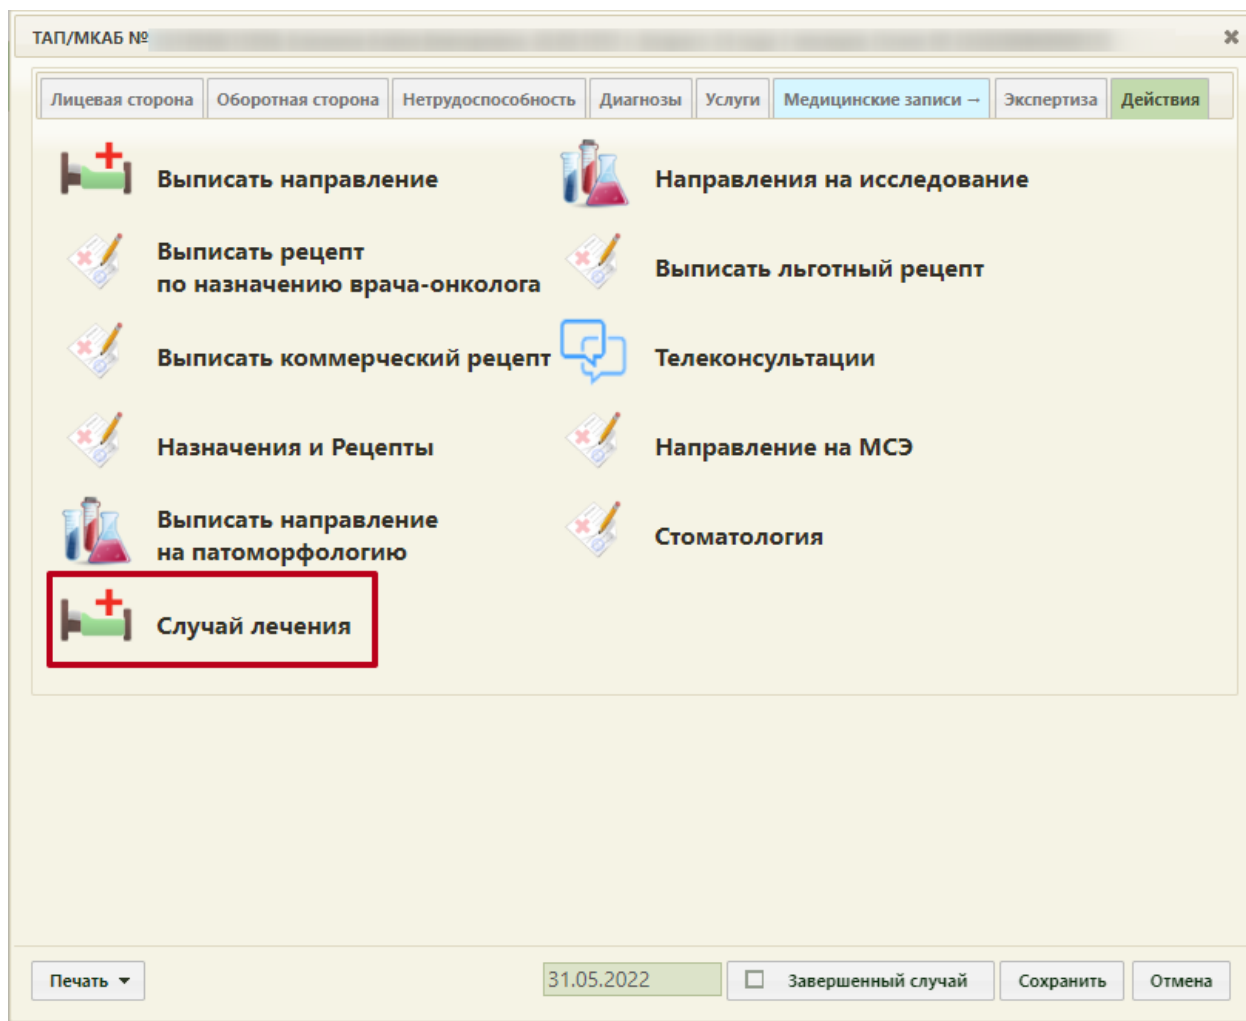 ТАП/МКАБ №
Лицевая сторона Оборотная сторона Нетрудоспособность Диагнозы Услуги Медицинские записи → Экспертиза Действия
Выписать направление
Направления на исследование
Выписать рецепт
по назначению врача-онколога
Выписать льготный рецепт
Выписать коммерческий рецепт
Телеконсультации
Назначения и Рецепты
Направление на МСЭ
Выписать направление
на патоморфологию
Стоматология
Случай лечения
Печать 31.05.2022 Завершенный случай Сохранить Отмена